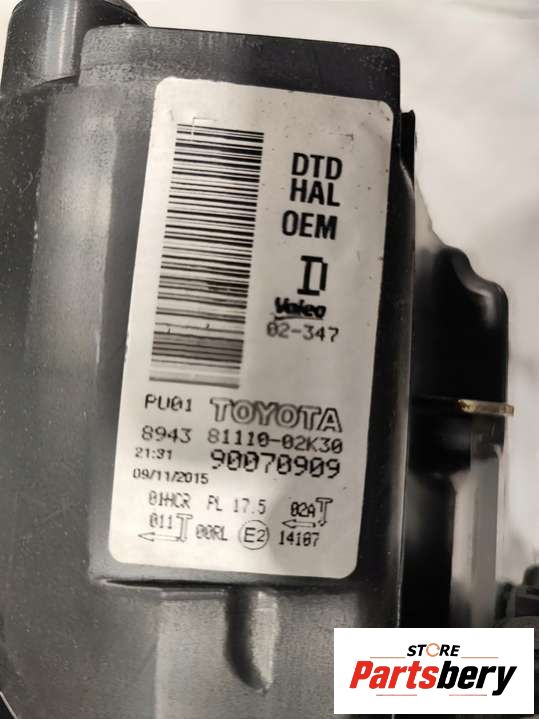 DTD
HAL
OEM
Valeo
02-347
PU01 TOYOTA
8943 81110-02K30
21:31 90070909
09/11/2015
01HCR PL 17.5 02A
011 00RL E2 14107
STORE
Partsbery